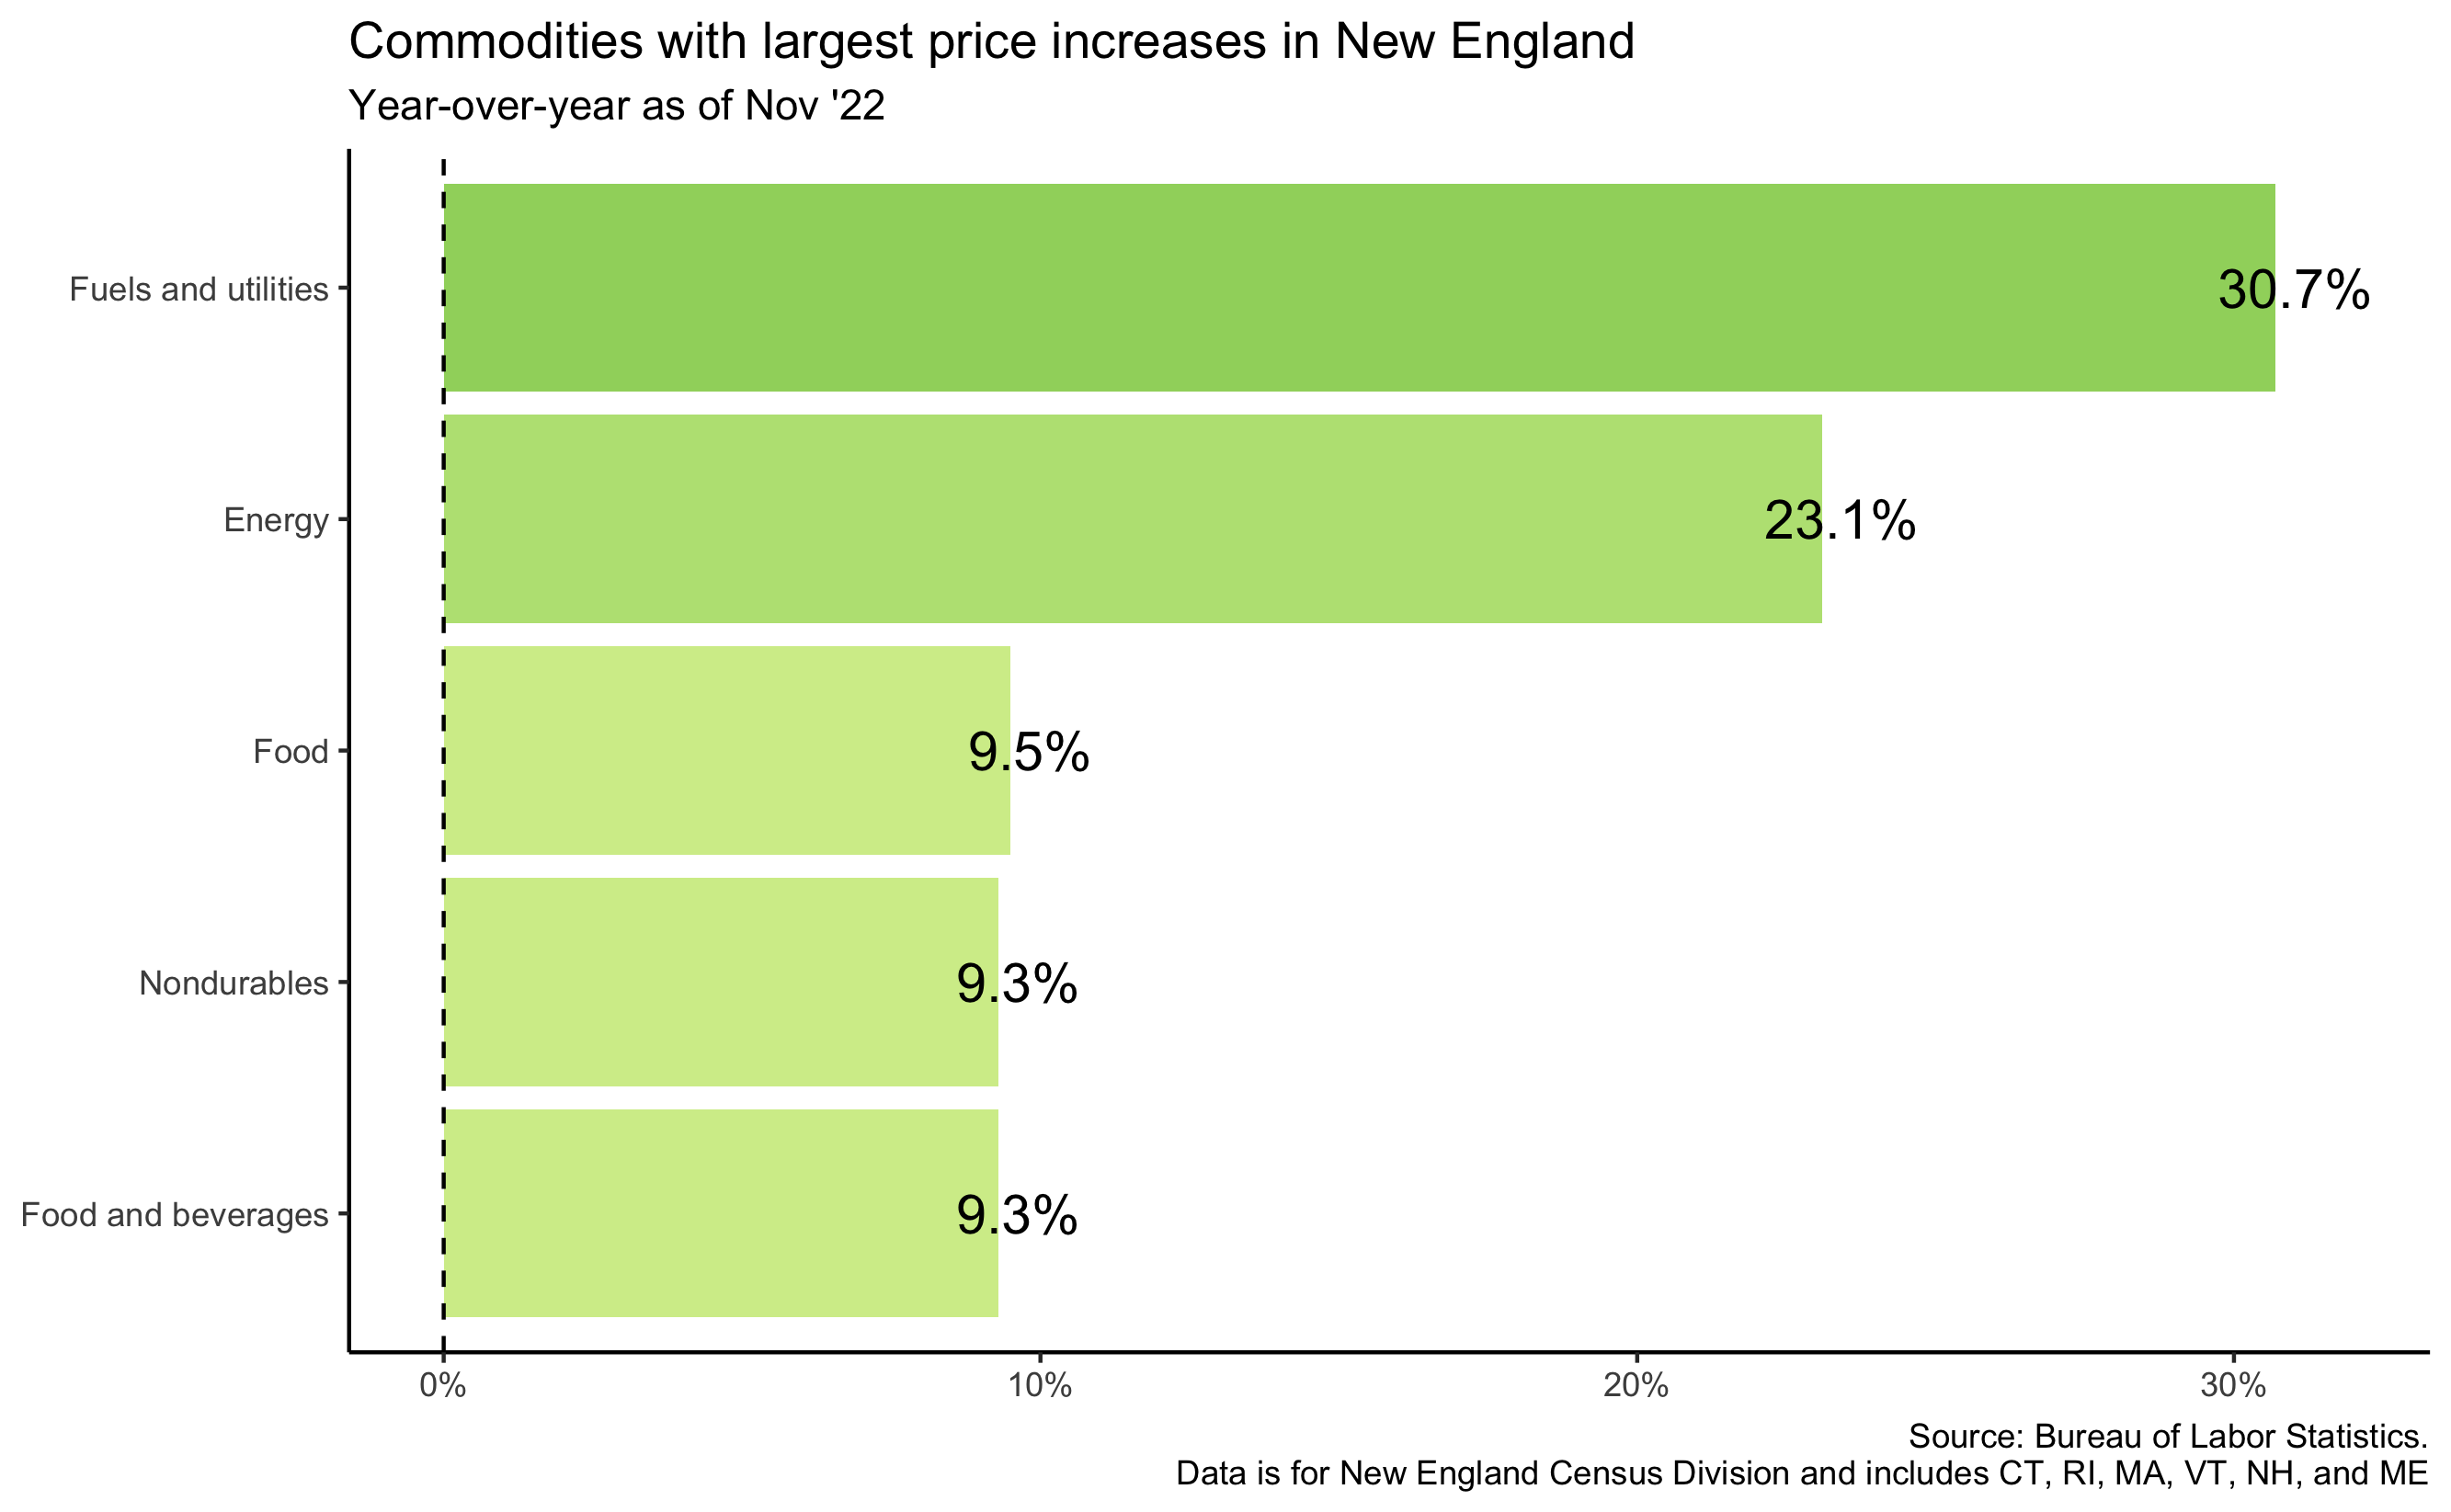 Commodities with largest price increases in New England
Year-over-year as of Nov '22
Fuels and utilities
30.7%
Energy
23.1%
Food
9.5%
Nondurables
9.3%
Food and beverages
9.3%
0%
10%
20%
30%
Source: Bureau of Labor Statistics.
Data is for New England Census Division and includes CT, RI, MA, VT, NH, and ME